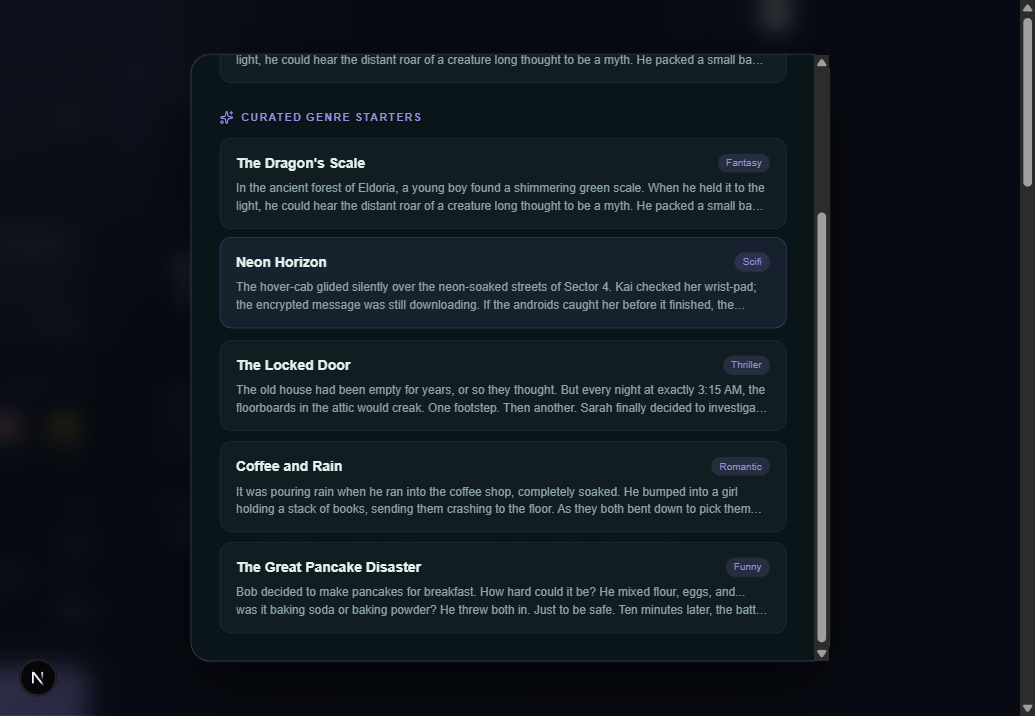 light, he could hear the distant roar of a creature long thought to be a myth. He packed a small ba...
CURATED GENRE STARTERS
The Dragon's Scale
Fantasy
In the ancient forest of Eldoria, a young boy found a shimmering green scale. When he held it to the
light, he could hear the distant roar of a creature long thought to be a myth. He packed a small ba...
Neon Horizon
Scifi
The hover-cab glided silently over the neon-soaked streets of Sector 4. Kai checked her wrist-pad;
the encrypted message was still downloading. If the androids caught her before it finished, the...
The Locked Door
Thriller
The old house had been empty for years, or so they thought. But every night at exactly 3:15 AM, the
floorboards in the attic would creak. One footstep. Then another. Sarah finally decided to investiga...
Coffee and Rain
Romantic
It was pouring rain when he ran into the coffee shop, completely soaked. He bumped into a girl
holding a stack of books, sending them crashing to the floor. As they both bent down to pick them...
The Great Pancake Disaster
Funny
Bob decided to make pancakes for breakfast. How hard could it be? He mixed flour, eggs, and...
was it baking soda or baking powder? He threw both in. Just to be safe. Ten minutes later, the batt...
N